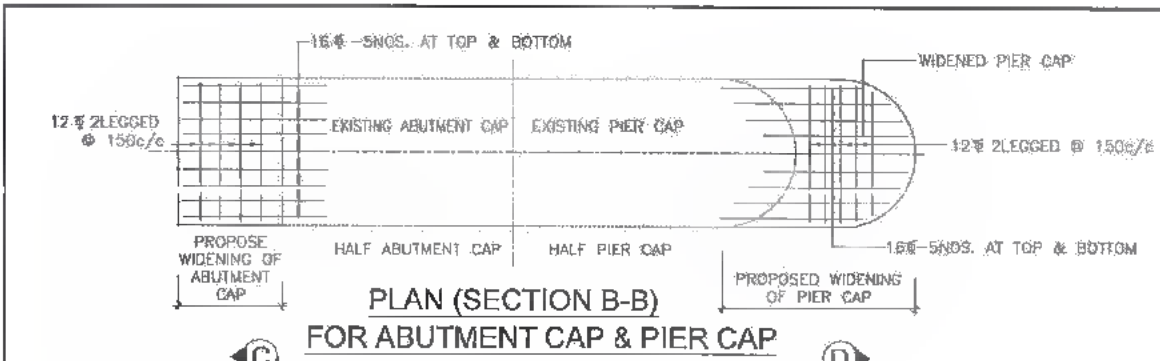 16Φ-5NOS. AT TOP & BOTTOM
WIDENED PIER CAP
12Φ 2LEGGED
@ 150c/c
EXISTING ABUTMENT CAP
EXISTING PIER CAP
12Φ 2LEGGED @ 150c/c
PROPOSE
WIDENING OF
ABUTMENT
CAP
HALF ABUTMENT CAP
HALF PIER CAP
16Φ-5NOS. AT TOP & BOTTOM
PROPOSED WIDENING
OF PIER CAP
PLAN (SECTION B-B)
FOR ABUTMENT CAP & PIER CAP
C
D